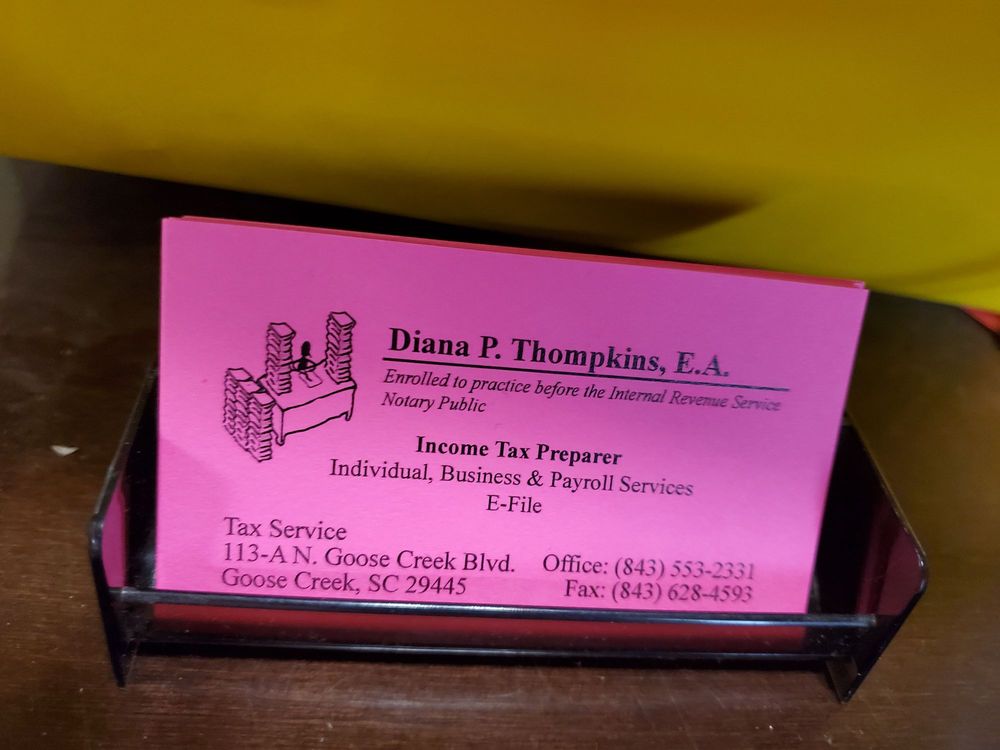 Diana P. Thompkins, E.A.
Enrolled to practice before the Internal Revenue Service
Notary Public
Income Tax Preparer
Individual, Business & Payroll Services
E-File
Tax Service
113-A N. Goose Creek Blvd.
Goose Creek, SC 29445
Office: (843) 553-2331
Fax: (843) 628-4593